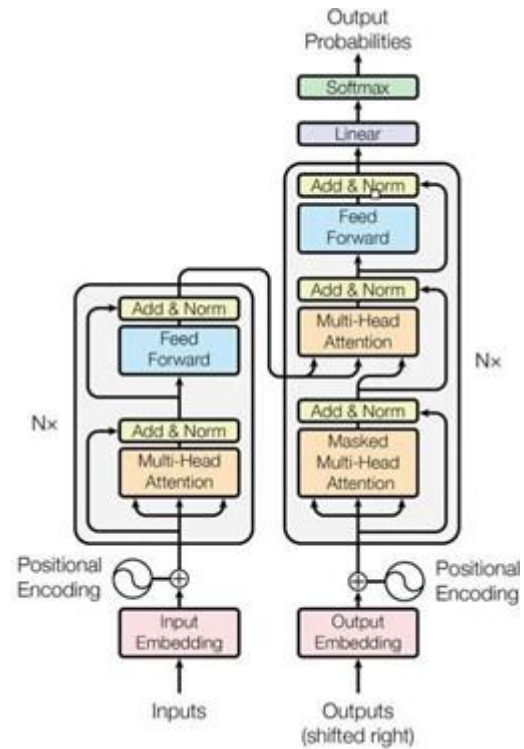 Output
Probabilities
Softmax
Linear
Add & Norm
Feed
Forward
Add & Norm
Multi-Head
Attention
Add & Norm
Masked
Multi-Head
Attention
Nx
Positional
Encoding
Output
Embedding
Outputs
(shifted right)
Add & Norm
Feed
Forward
Add & Norm
Multi-Head
Attention
Nx
Positional
Encoding
Input
Embedding
Inputs